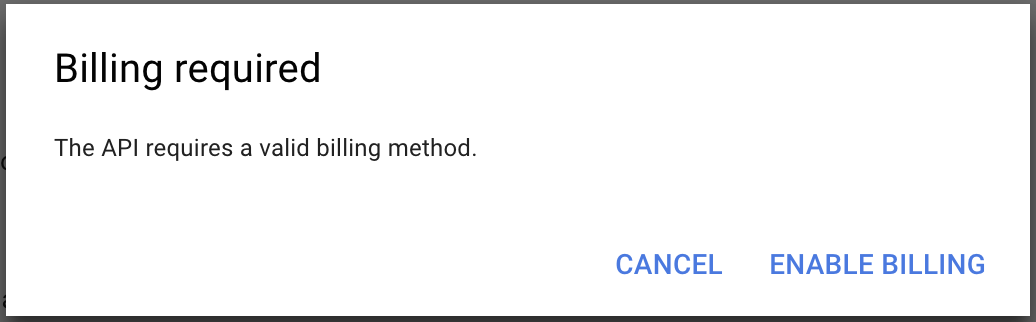 Billing required
The API requires a valid billing method.
CANCEL ENABLE BILLING